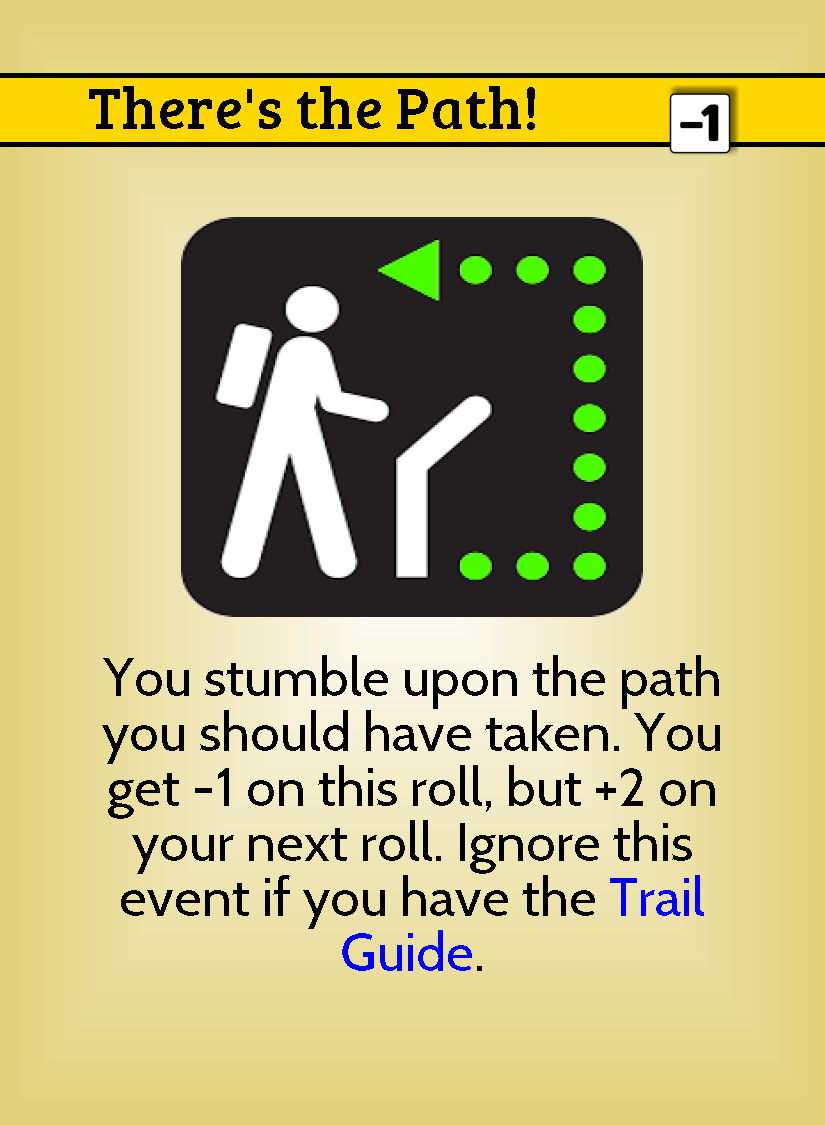 There's the Path!
-1
You stumble upon the path
you should have taken. You
get -1 on this roll, but +2 on
your next roll. Ignore this
event if you have the Trail
Guide.